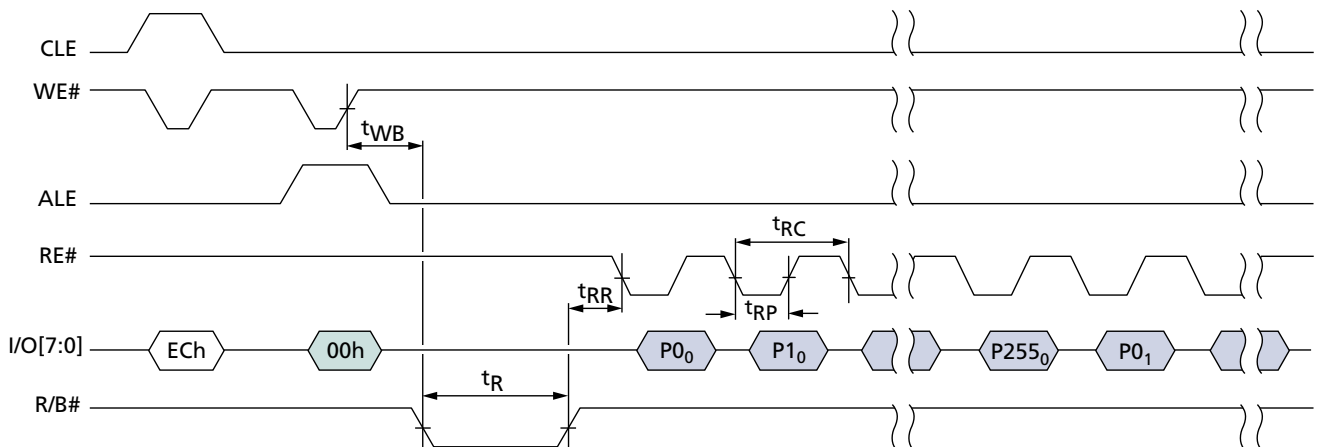 CLE
WE#
tWB
ALE
tRC
RE#
tRR
tRP
I/O[7:0] ECh 00h P0₀ P1₀ P255₀ P0₁
tR
R/B#